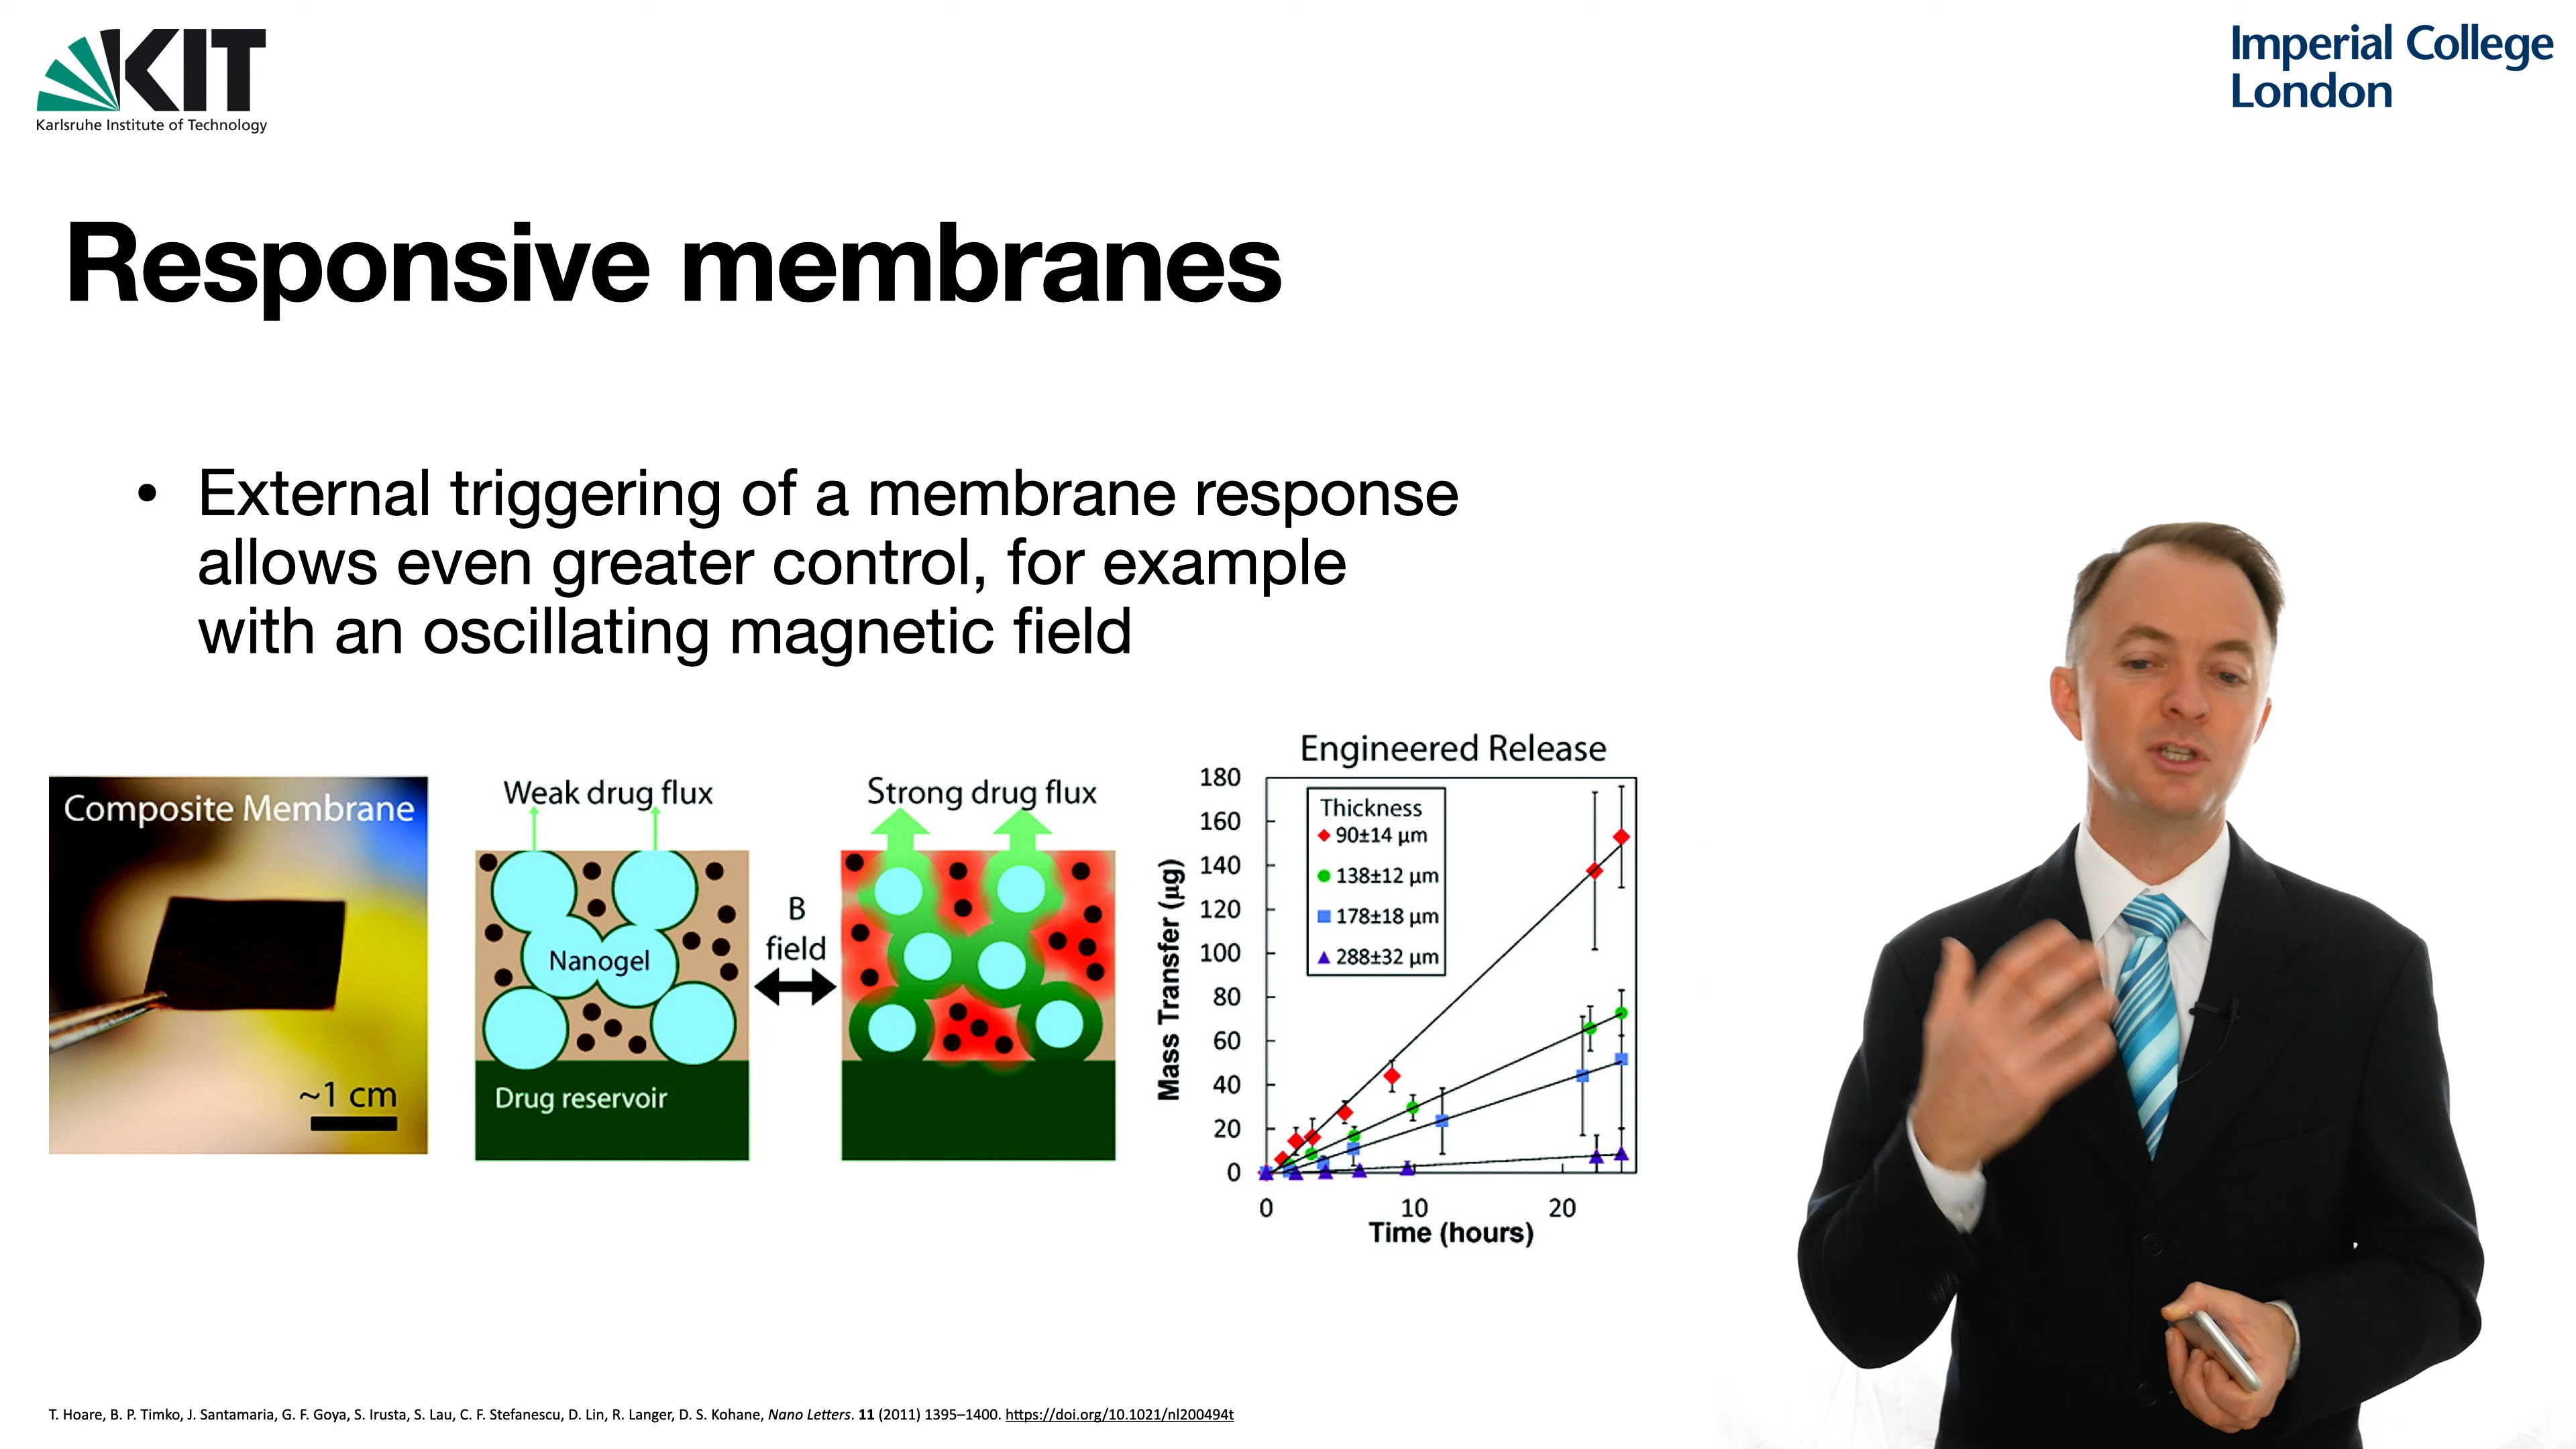 KIT
Karlsruhe Institute of Technology
Imperial College
London
Responsive membranes
• External triggering of a membrane response
allows even greater control, for example
with an oscillating magnetic field
Composite Membrane
~1 cm
Weak drug flux
Nanogel
Drug reservoir
B
field
Strong drug flux
Engineered Release
Thickness
90±14 µm
138±12 µm
178±18 µm
288±32 µm
Mass Transfer (µg)
180
160
140
120
100
80
60
40
20
0
0 10 20
Time (hours)
T. Hoare, B. P. Timko, J. Santamaria, G. F. Goya, S. Irusta, S. Lau, C. F. Stefanescu, D. Lin, R. Langer, D. S. Kohane, Nano Letters. 11 (2011) 1395–1400. https://doi.org/10.1021/nl200494t